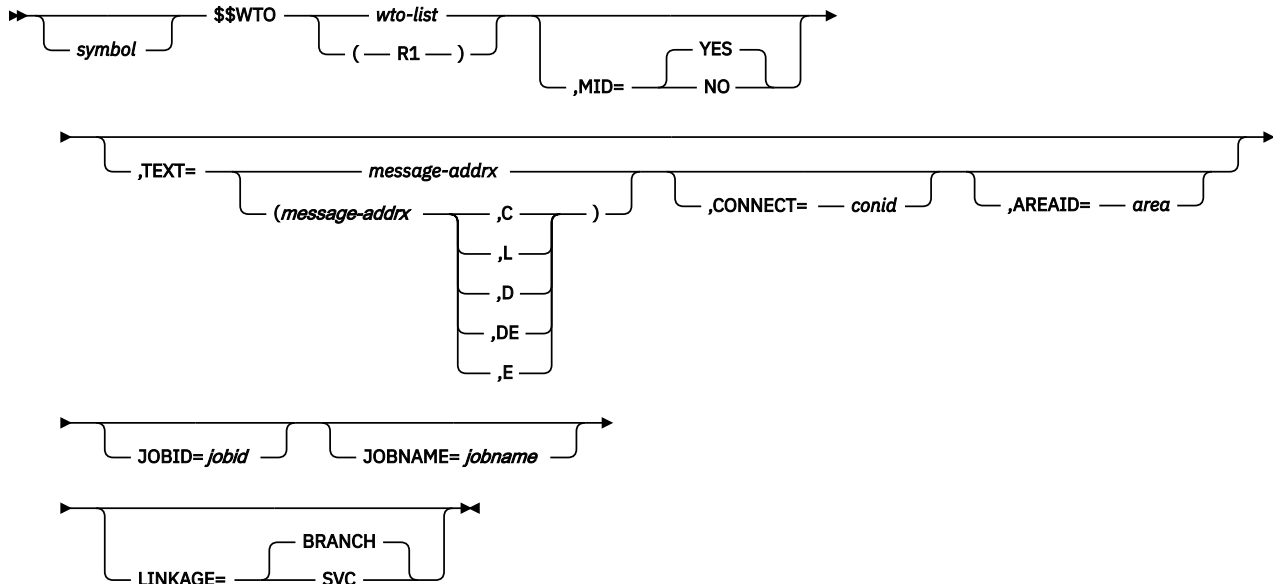 $$WTO wto-list
symbol ( R1 ) YES
,MID= NO
,TEXT= message-addrx
(message-addrx ,C ) ,CONNECT= conid ,AREAID= area
,L
,D
,DE
,E
JOBID= jobid JOBNAME= jobname
BRANCH
LINKAGE= SVC